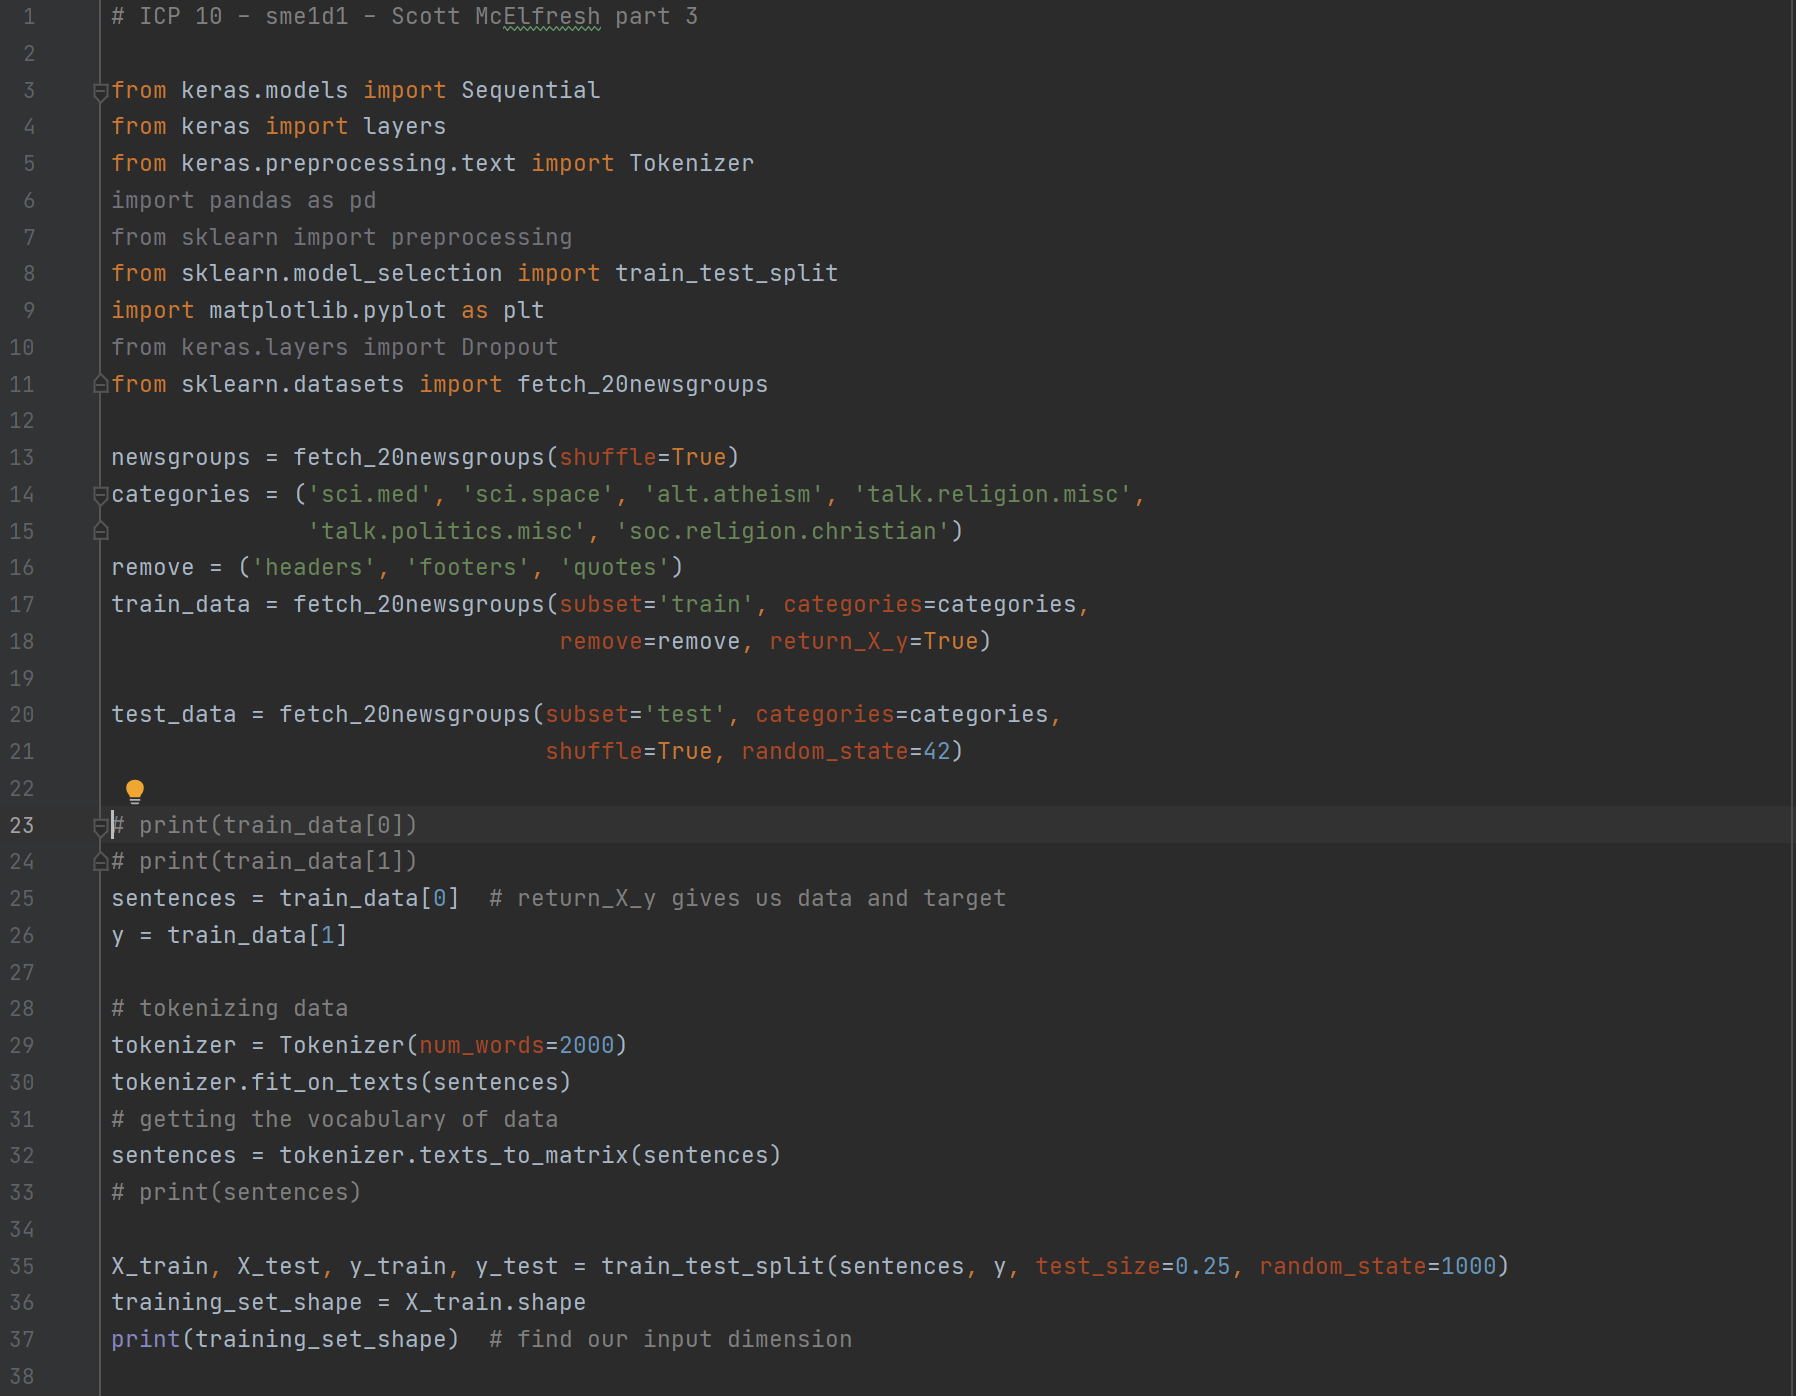 1 # ICP 10 - sme1d1 - Scott McElfresh part 3
2
3 from keras.models import Sequential
4 from keras import layers
5 from keras.preprocessing.text import Tokenizer
6 import pandas as pd
7 from sklearn import preprocessing
8 from sklearn.model_selection import train_test_split
9 import matplotlib.pyplot as plt
10 from keras.layers import Dropout
11 from sklearn.datasets import fetch_20newsgroups
12
13 newsgroups = fetch_20newsgroups(shuffle=True)
14 categories = ('sci.med', 'sci.space', 'alt.atheism', 'talk.religion.misc',
15               'talk.politics.misc', 'soc.religion.christian')
16 remove = ('headers', 'footers', 'quotes')
17 train_data = fetch_20newsgroups(subset='train', categories=categories,
18                                 remove=remove, return_X_y=True)
19
20 test_data = fetch_20newsgroups(subset='test', categories=categories,
21                                shuffle=True, random_state=42)
22
23 # print(train_data[0])
24 # print(train_data[1])
25 sentences = train_data[0]  # return_X_y gives us data and target
26 y = train_data[1]
27
28 # tokenizing data
29 tokenizer = Tokenizer(num_words=2000)
30 tokenizer.fit_on_texts(sentences)
31 # getting the vocabulary of data
32 sentences = tokenizer.texts_to_matrix(sentences)
33 # print(sentences)
34
35 X_train, X_test, y_train, y_test = train_test_split(sentences, y, test_size=0.25, random_state=1000)
36 training_set_shape = X_train.shape
37 print(training_set_shape)  # find our input dimension
38